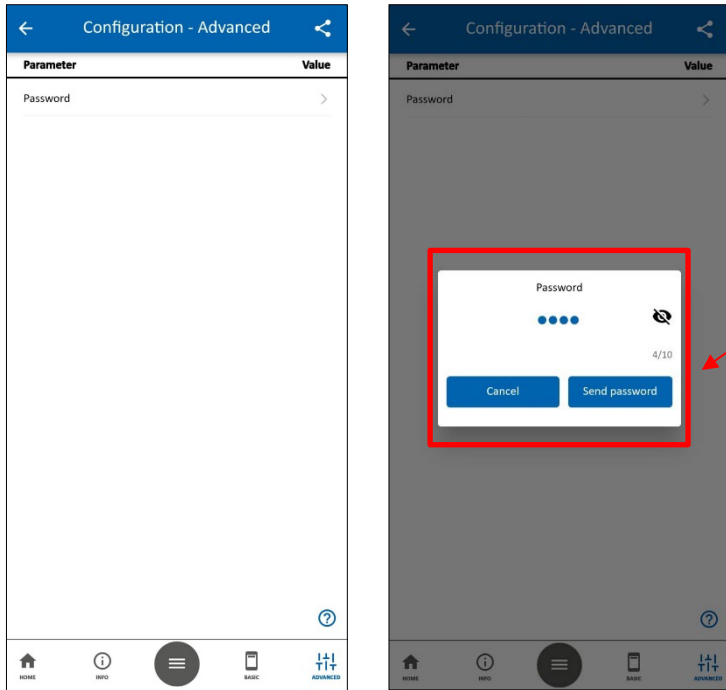 Configuration - Advanced
Parameter Value
Password
HOME INFO BASIC ADVANCED
Configuration - Advanced
Parameter Value
Password
Password
4/10
Cancel Send password
HOME INFO BASIC ADVANCED